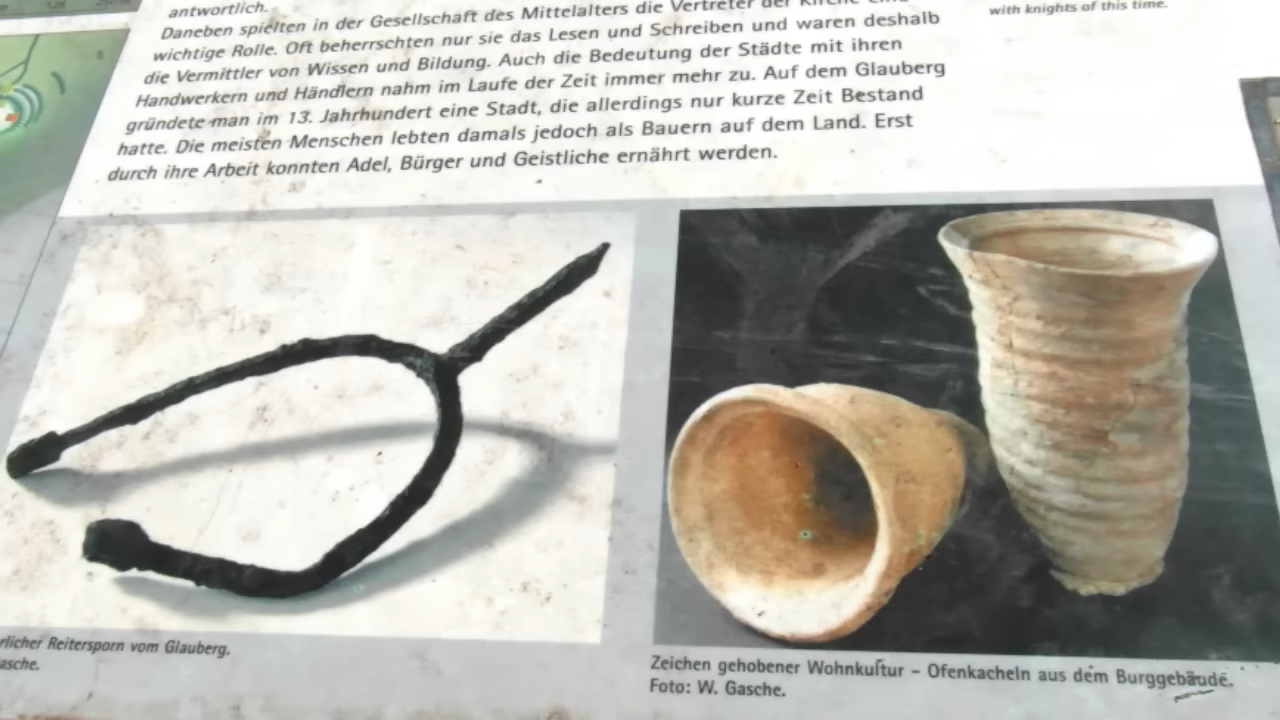 antwortlich.
Daneben spielten in der Gesellschaft des Mittelalters die Vertreter der Kirche eine
wichtige Rolle. Oft beherrschten nur sie das Lesen und Schreiben und waren deshalb
die Vermittler von Wissen und Bildung. Auch die Bedeutung der Städte mit ihren
Handwerkern und Händlern nahm im Laufe der Zeit immer mehr zu. Auf dem Glauberg
gründete man im 13. Jahrhundert eine Stadt, die allerdings nur kurze Zeit Bestand
hatte. Die meisten Menschen lebten damals jedoch als Bauern auf dem Land. Erst
durch ihre Arbeit konnten Adel, Bürger und Geistliche ernährt werden.
with knights of this time.
rlicher Reitersporn vom Glauberg.
asche.
Zeichen gehobener Wohnkultur – Ofenkacheln aus dem Burggebäude.
Foto: W. Gasche.